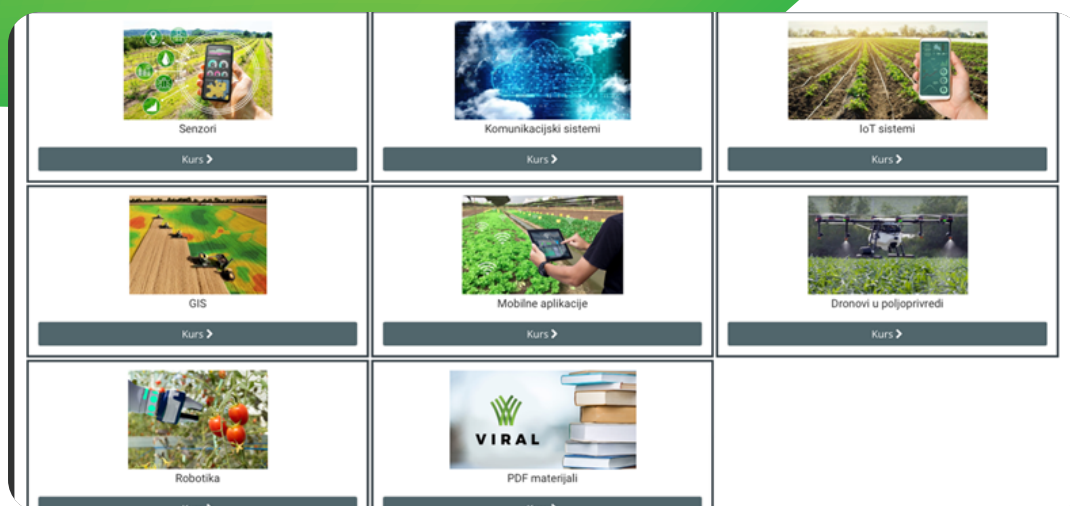 Senzori
Komunikacijski sistemi
IoT sistemi
Kurs
Kurs
Kurs
GIS
Mobilne aplikacije
Dronovi u poljoprivredi
Kurs
Kurs
Kurs
VIRAL
Robotika
PDF materijali